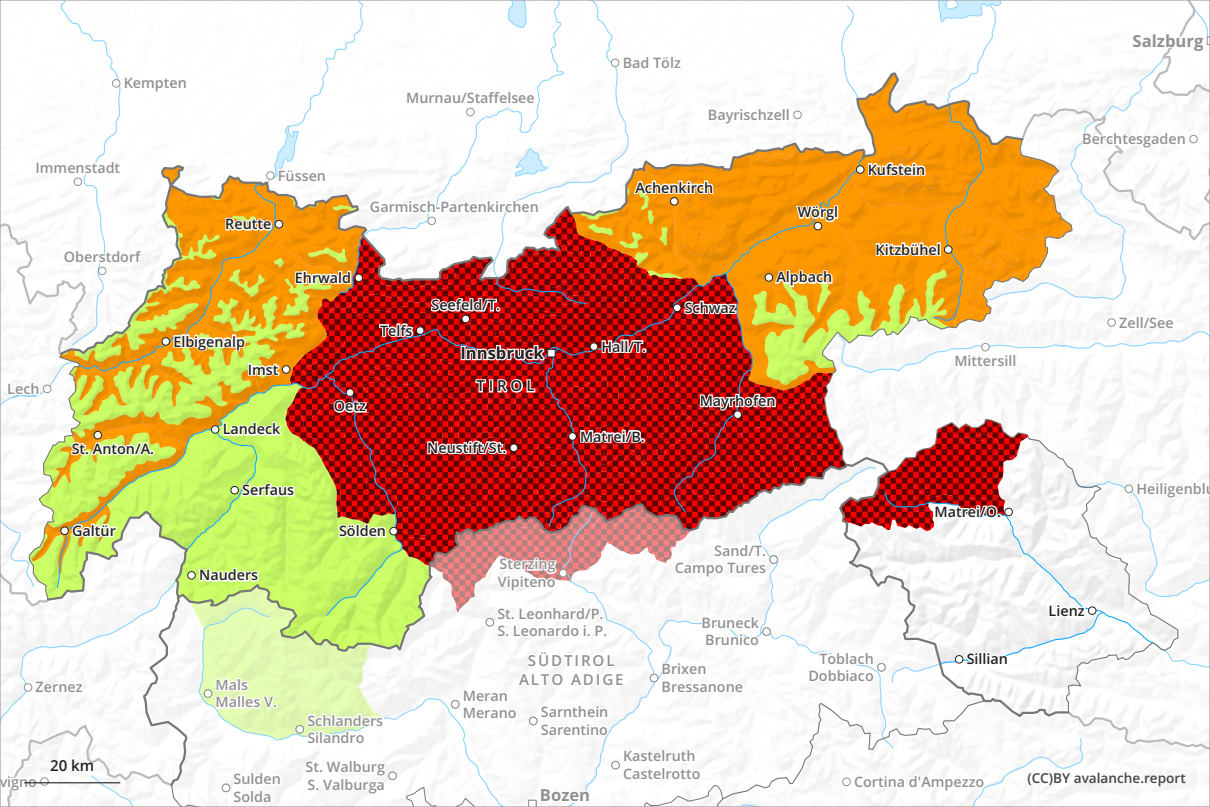 Salzburg
Bad Tölz
Kempten
Murnau/Staffelsee
Bayrischzell
Berchtesgaden
Immenstadt
Füssen
Kufstein
Achenkirch
Garmisch-Partenkirchen
Wörgl
Reutte
Kitzbühel
Oberstdorf
Ehrwald
Alpbach
Seefeld/T.
Schwaz
Telfs
Zell/See
Elbigenalp
Innsbruck
Hall/T.
Mittersill
Imst
TIROL
Lech
Oetz
Mayrhofen
Landeck
Matrei/B.
St. Anton/A.
Neustift/St.
Serfaus
Heiligenblu
Matrei/O.
Galtür
Sölden
Sand/T.
Campo Tures
Sterzing
Vipiteno
Nauders
St. Leonhard/P.
S. Leonardo i. P.
Lienz
Bruneck
Brunico
SÜDTIROL
ALTO ADIGE
Sillian
Toblach
Dobbiaco
Brixen
Bressanone
Zernez
Mals
Malles V.
Meran
Merano
Sarnthein
Sarentino
Schlanders
Silandro
Kastelruth
Castelrotto
20 km
St. Walburg
S. Valburga
vigno
Sulden
Solda
Cortina d'Ampezzo
(CC)BY avalanche.report
Bozen